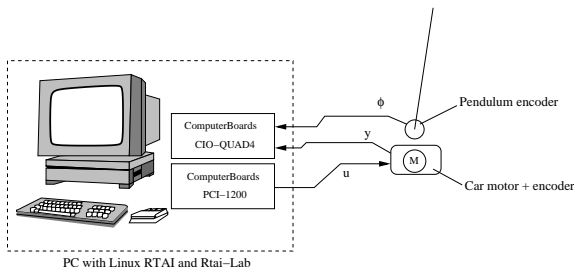 ϕ
Pendulum encoder
ComputerBoards
CIO−QUAD4
y
M
ComputerBoards
PCI−1200
u
Car motor + encoder
PC with Linux RTAI and Rtai−Lab